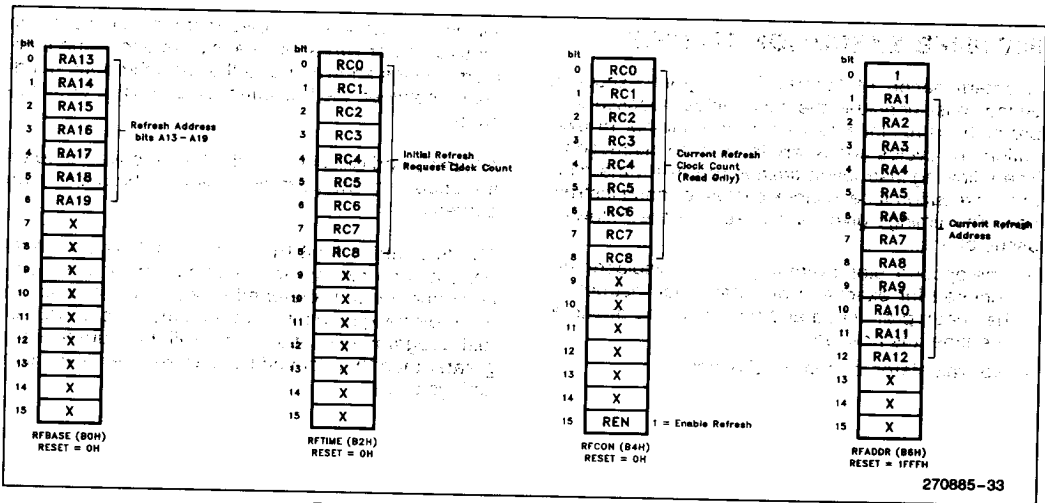 bit
0 RA13
1 RA14
2 RA15
3 RA16
4 RA17
5 RA18
6 RA19
7 X
8 X
9 X
10 X
11 X
12 X
13 X
14 X
15 X
Refresh Address
bits A13-A19
RFBASE (B0H)
RESET = 0H
bit
0 RC0
1 RC1
2 RC2
3 RC3
4 RC4
5 RC5
6 RC6
7 RC7
8 RC8
9 X
10 X
11 X
12 X
13 X
14 X
15 X
Initial Refresh
Request Clock Count
RFTIME (B2H)
RESET = 0H
bit
0 RC0
1 RC1
2 RC2
3 RC3
4 RC4
5 RC5
6 RC6
7 RC7
8 RC8
9 X
10 X
11 X
12 X
13 X
14 X
15 REN 1 = Enable Refresh
Current Refresh
Clock Count
(Read Only)
RFCON (B4H)
RESET = 0H
bit
0 1
1 RA1
2 RA2
3 RA3
4 RA4
5 RA5
6 RA6
7 RA7
8 RA8
9 RA9
10 RA10
11 RA11
12 RA12
13 X
14 X
15 X
Current Refresh
Address
RFADDR (B6H)
RESET = 1FFFH
270885-33